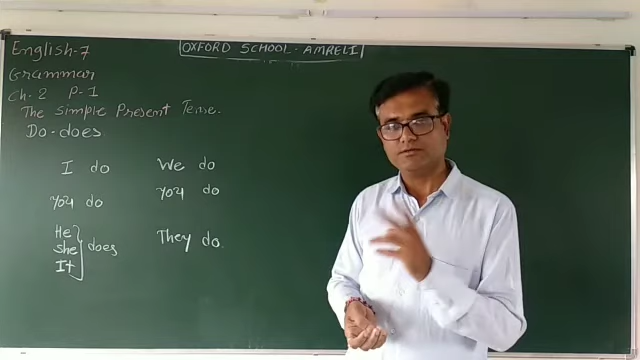 OXFORD SCHOOL-AMRELI
English-7
Grammar
Ch-2 P-1
The Simple Present Tense.
Do-does
I do We do
you do you do
He
she does They do.
It